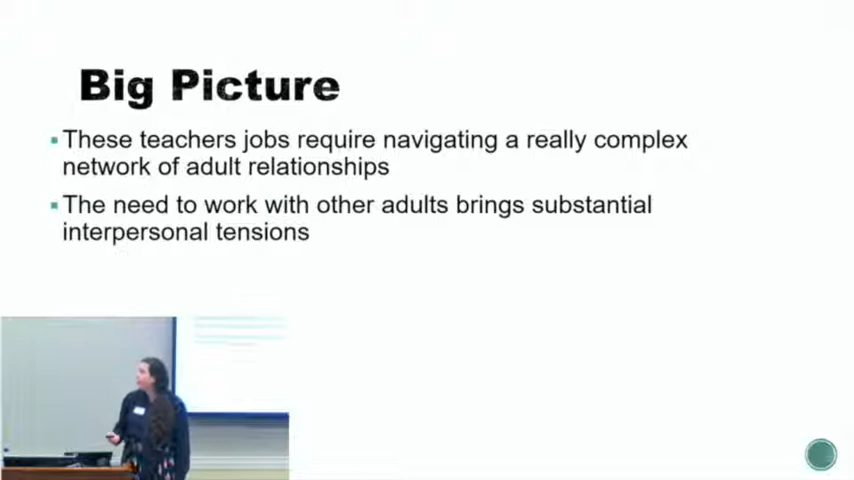 Big Picture
These teachers jobs require navigating a really complex
network of adult relationships
The need to work with other adults brings substantial
interpersonal tensions